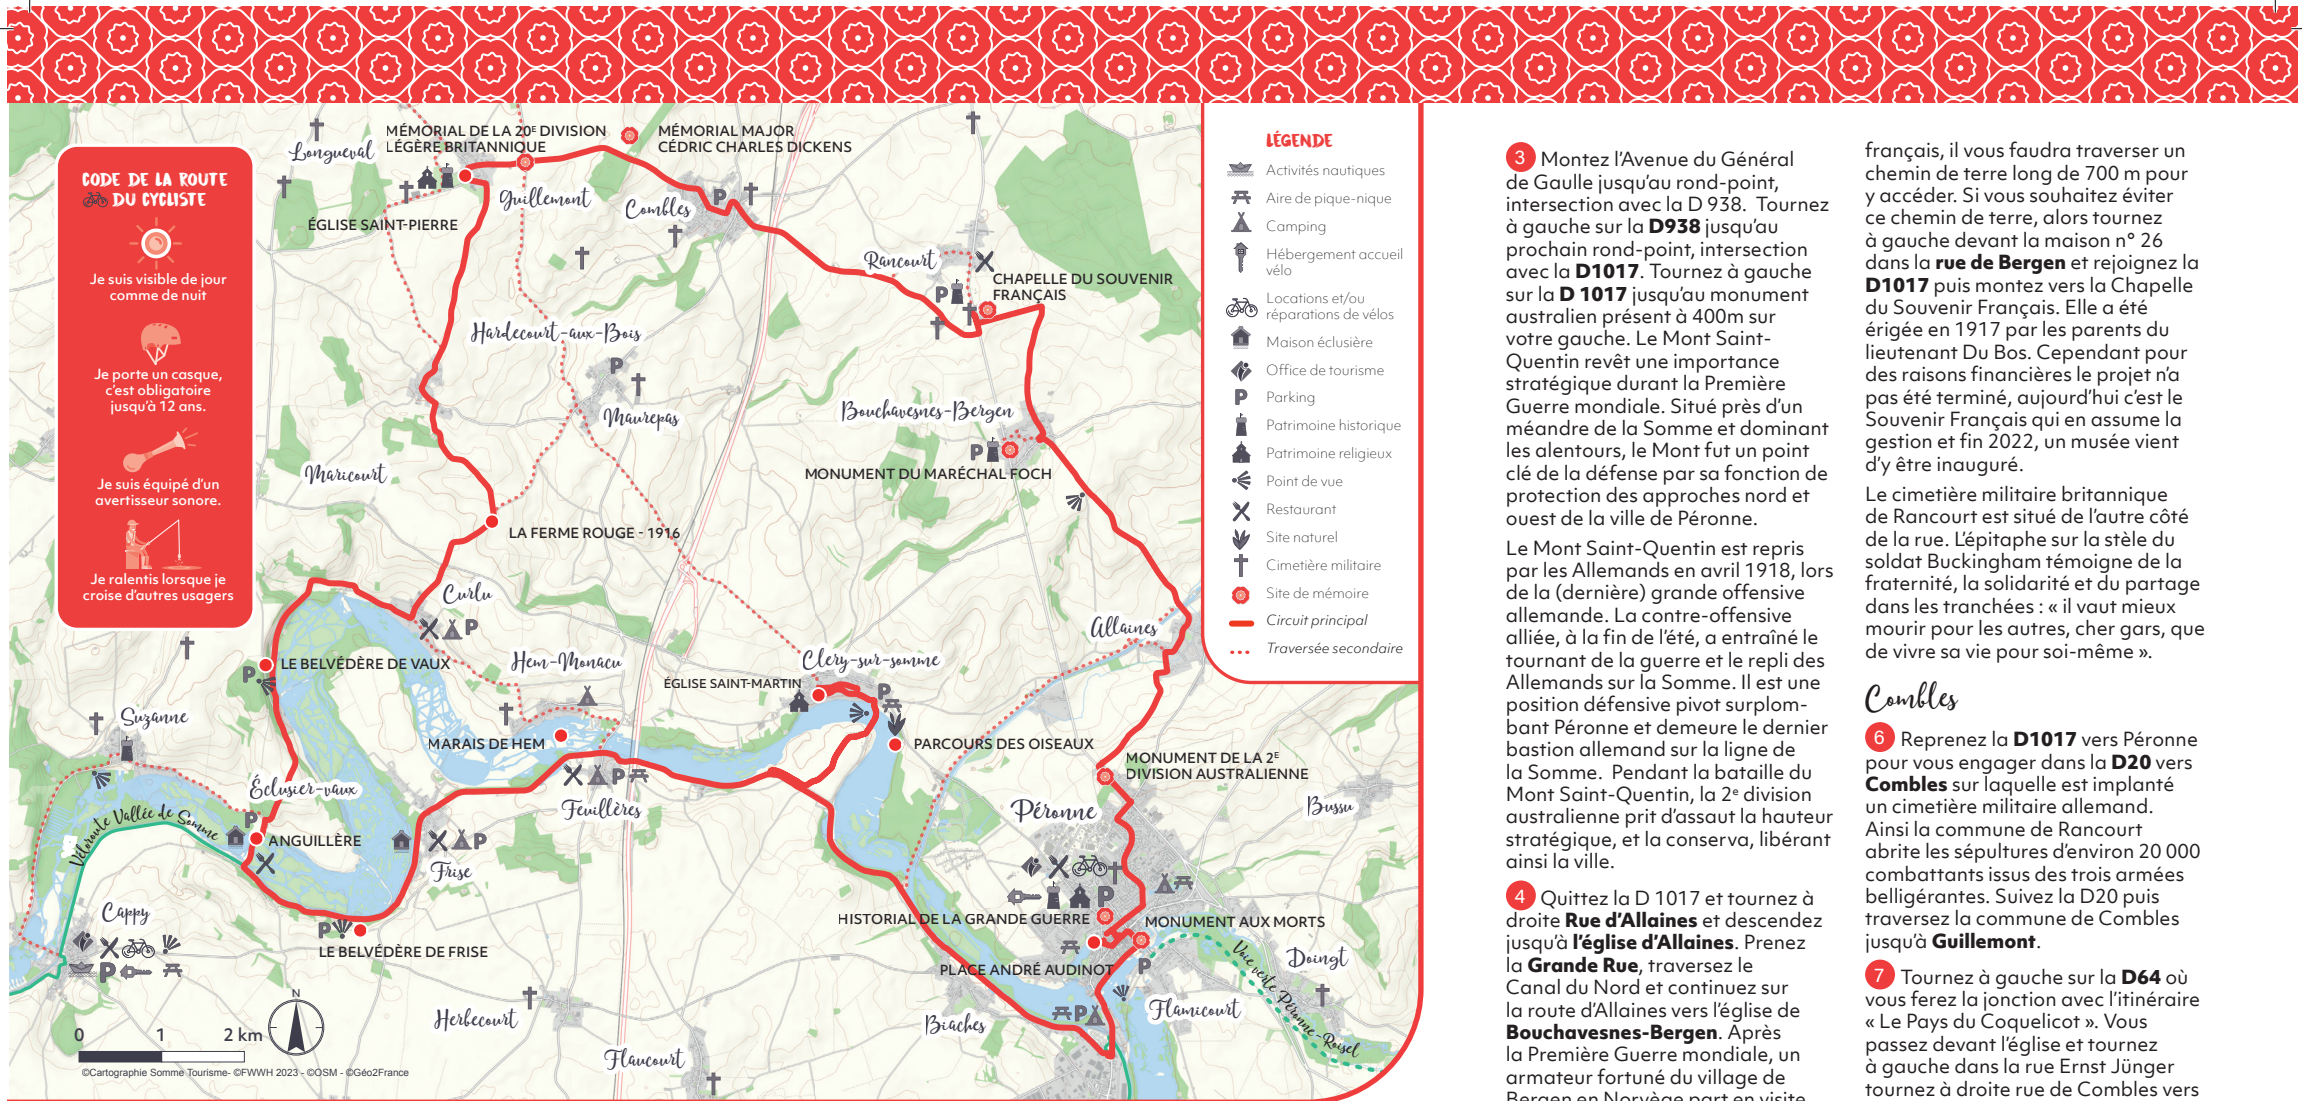 CODE DE LA ROUTE
DU CYCLISTE
Je suis visible de jour
comme de nuit
Je porte un casque,
c'est obligatoire
jusqu'à 12 ans.
Je suis équipé d'un
avertisseur sonore.
Je ralentis lorsque je
croise d'autres usagers
Longueval
MÉMORIAL DE LA 20E DIVISION
LÉGÈRE BRITANNIQUE
MÉMORIAL MAJOR
CÉDRIC CHARLES DICKENS
Guillemont
Combles
ÉGLISE SAINT-PIERRE
Rancourt
CHAPELLE DU SOUVENIR
FRANÇAIS
Hardecourt-aux-Bois
Maurepas
Bouchavesnes-Bergen
MONUMENT DU MARÉCHAL FOCH
Maricourt
LA FERME ROUGE - 1916
Curlu
Allaines
LE BELVÉDÈRE DE VAUX
Hem-Monacu
Clery-sur-somme
ÉGLISE SAINT-MARTIN
Suzanne
MARAIS DE HEM
PARCOURS DES OISEAUX
MONUMENT DE LA 2E
DIVISION AUSTRALIENNE
Éclusier-vaux
Feuillères
Péronne
Bussu
Véloroute Vallée de Somme
ANGUILLÈRE
Frise
Cappy
LE BELVÉDÈRE DE FRISE
HISTORIAL DE LA GRANDE GUERRE
MONUMENT AUX MORTS
PLACE ANDRÉ AUDINOT
Voie verte Péronne-Roisel
Doingt
Flamicourt
Biaches
Herbecourt
Flaucourt
N
0 1 2 km
©Cartographie Somme Tourisme- ©FWWH 2023 - ©OSM - ©Géo2France
LÉGENDE
Activités nautiques
Aire de pique-nique
Camping
Hébergement accueil
vélo
Locations et/ou
réparations de vélos
Maison éclusière
Office de tourisme
P Parking
Patrimoine historique
Patrimoine religieux
Point de vue
Restaurant
Site naturel
Cimetière militaire
Site de mémoire
Circuit principal
Traversée secondaire
3 Montez l'Avenue du Général
de Gaulle jusqu'au rond-point,
intersection avec la D 938. Tournez
à gauche sur la D938 jusqu'au
prochain rond-point, intersection
avec la D1017. Tournez à gauche
sur la D 1017 jusqu'au monument
australien présent à 400m sur
votre gauche. Le Mont Saint-
Quentin revêt une importance
stratégique durant la Première
Guerre mondiale. Situé près d'un
méandre de la Somme et dominant
les alentours, le Mont fut un point
clé de la défense par sa fonction de
protection des approches nord et
ouest de la ville de Péronne.
Le Mont Saint-Quentin est repris
par les Allemands en avril 1918, lors
de la (dernière) grande offensive
allemande. La contre-offensive
alliée, à la fin de l'été, a entraîné le
tournant de la guerre et le repli des
Allemands sur la Somme. Il est une
position défensive pivot surplom-
bant Péronne et demeure le dernier
bastion allemand sur la ligne de
la Somme. Pendant la bataille du
Mont Saint-Quentin, la 2e division
australienne prit d'assaut la hauteur
stratégique, et la conserva, libérant
ainsi la ville.
4 Quittez la D 1017 et tournez à
droite Rue d'Allaines et descendez
jusqu'à l'église d'Allaines. Prenez
la Grande Rue, traversez le
Canal du Nord et continuez sur
la route d'Allaines vers l'église de
Bouchavesnes-Bergen. Après
la Première Guerre mondiale, un
armateur fortuné du village de
Bergen en Norvège part en visite
français, il vous faudra traverser un
chemin de terre long de 700 m pour
y accéder. Si vous souhaitez éviter
ce chemin de terre, alors tournez
à gauche devant la maison n° 26
dans la rue de Bergen et rejoignez la
D1017 puis montez vers la Chapelle
du Souvenir Français. Elle a été
érigée en 1917 par les parents du
lieutenant Du Bos. Cependant pour
des raisons financières le projet n'a
pas été terminé, aujourd'hui c'est le
Souvenir Français qui en assume la
gestion et fin 2022, un musée vient
d'y être inauguré.
Le cimetière militaire britannique
de Rancourt est situé de l'autre côté
de la rue. L'épitaphe sur la stèle du
soldat Buckingham témoigne de la
fraternité, la solidarité et du partage
dans les tranchées : « il vaut mieux
mourir pour les autres, cher gars, que
de vivre sa vie pour soi-même ».
Combles
6 Reprenez la D1017 vers Péronne
pour vous engager dans la D20 vers
Combles sur laquelle est implanté
un cimetière militaire allemand.
Ainsi la commune de Rancourt
abrite les sépultures d'environ 20 000
combattants issus des trois armées
belligérantes. Suivez la D20 puis
traversez la commune de Combles
jusqu'à Guillemont.
7 Tournez à gauche sur la D64 où
vous ferez la jonction avec l'itinéraire
« Le Pays du Coquelicot ». Vous
passez devant l'église et tournez
à gauche dans la rue Ernst Jünger
tournez à droite rue de Combles vers